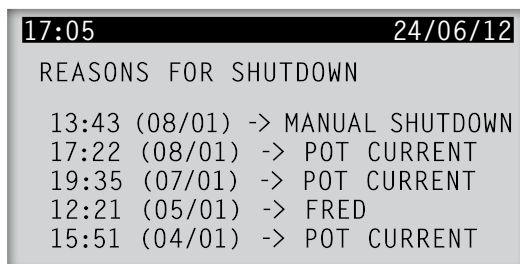 17:05 24/06/12
REASONS FOR SHUTDOWN
13:43 (08/01) -> MANUAL SHUTDOWN
17:22 (08/01) -> POT CURRENT
19:35 (07/01) -> POT CURRENT
12:21 (05/01) -> FRED
15:51 (04/01) -> POT CURRENT